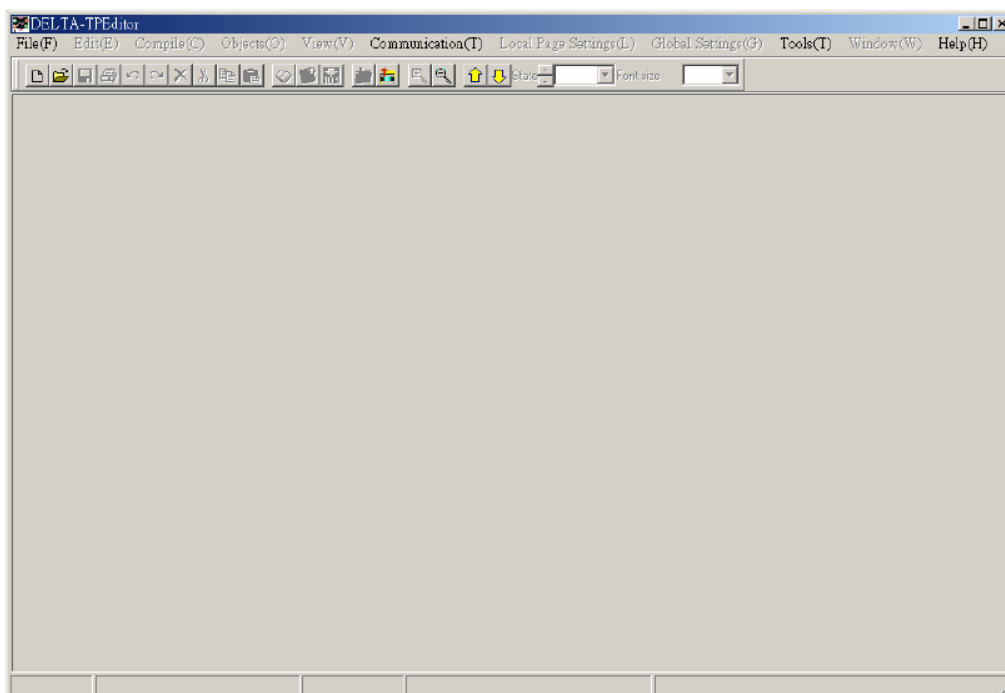 DELTA-TPEditor
File(F) Edit(E) Compile(C) Objects(O) View(V) Communication(T) Local Page Settings(L) Global Settings(G) Tools(T) Window(W) Help(H)
State Font size